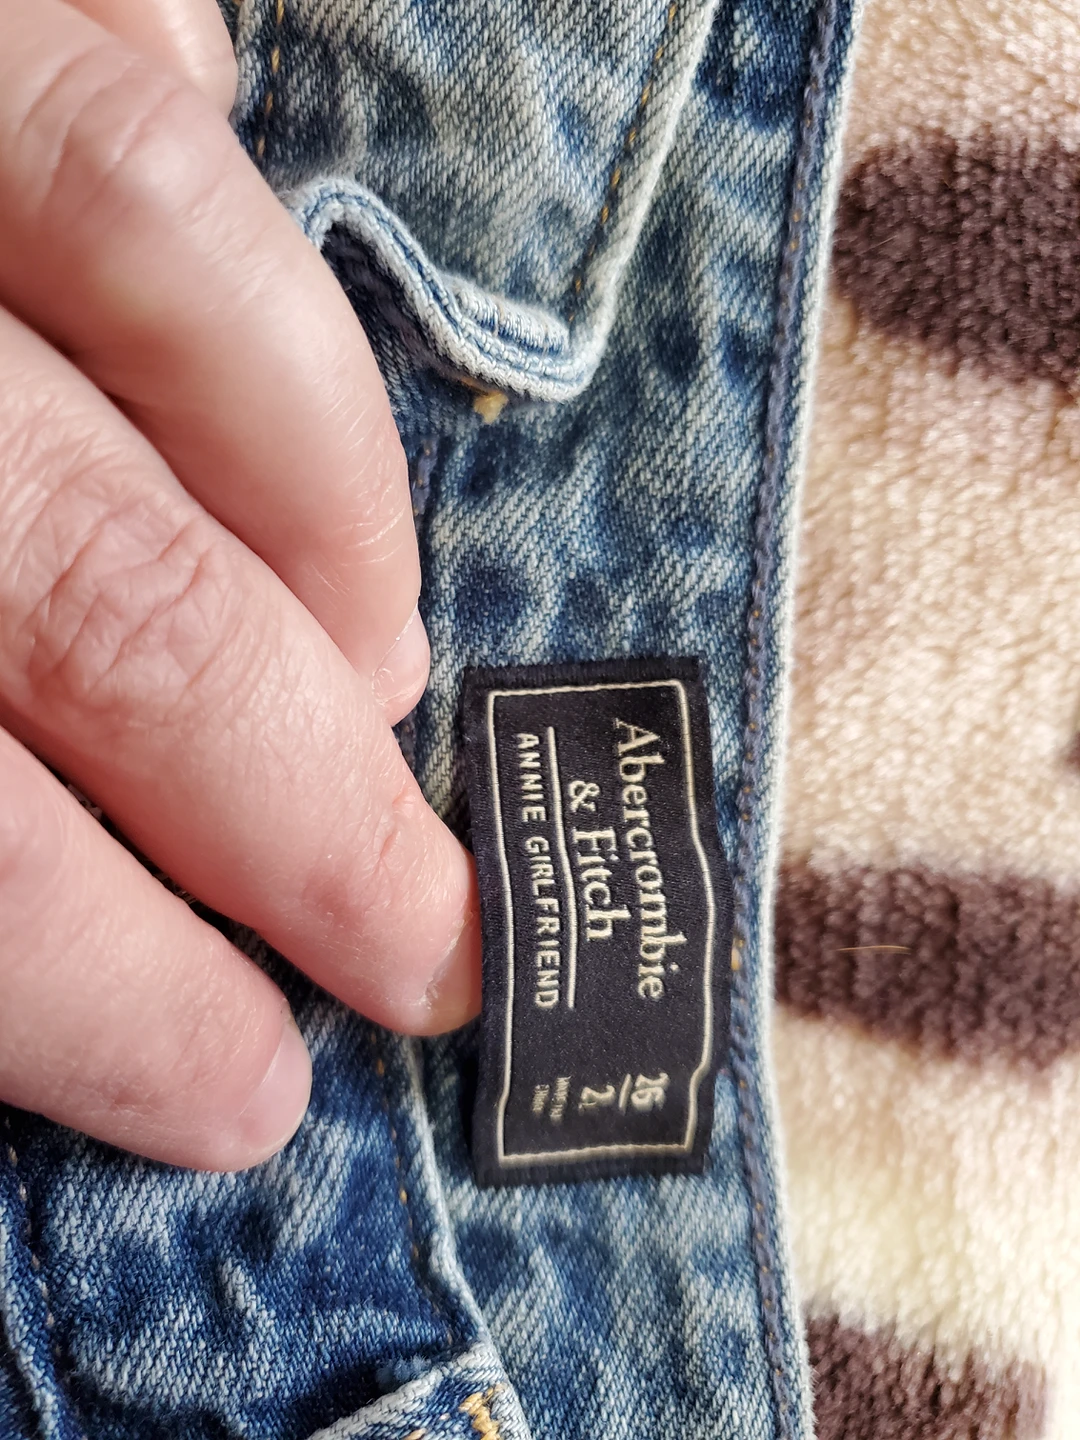 Abercrombie
& Fitch
ANNIE GIRLFRIEND
26
2